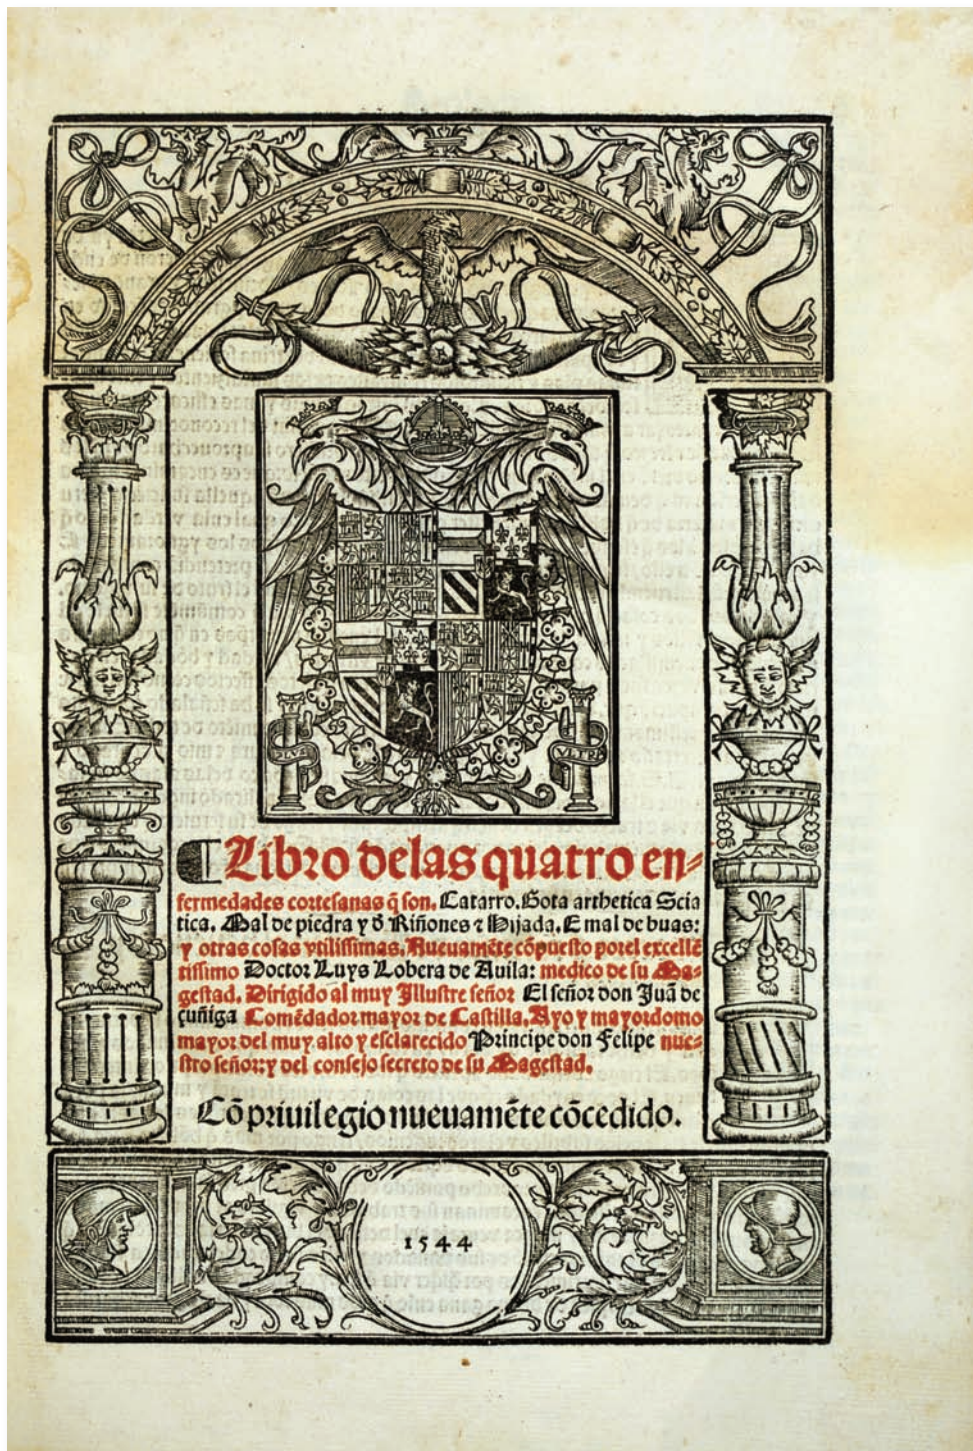 PLVS
VLTRA
¶ Libro delas quatro en-
fermedades cortesanas q̃ son. Catarro. Gota arthetica Scia
tica. Mal de piedra y d̃ Riñones ⁊ Hijada. E mal de buas:
y otras cosas vtilissimas. Nueuamẽte cõpuesto porel excellẽ
tissimo Doctor Luys Lobera de Auila: medico de su Ma-
gestad. Dirigido al muy Illustre señor El señor don Juã de
çuñiga Comẽdador mayor de Castilla. Ayo y mayordomo
mayor del muy alto y esclarecido Principe don Felipe nue-
stro señor: y del consejo secreto de su Magestad.
Cõ priuilegio nueuamẽte cõcedido.
1544